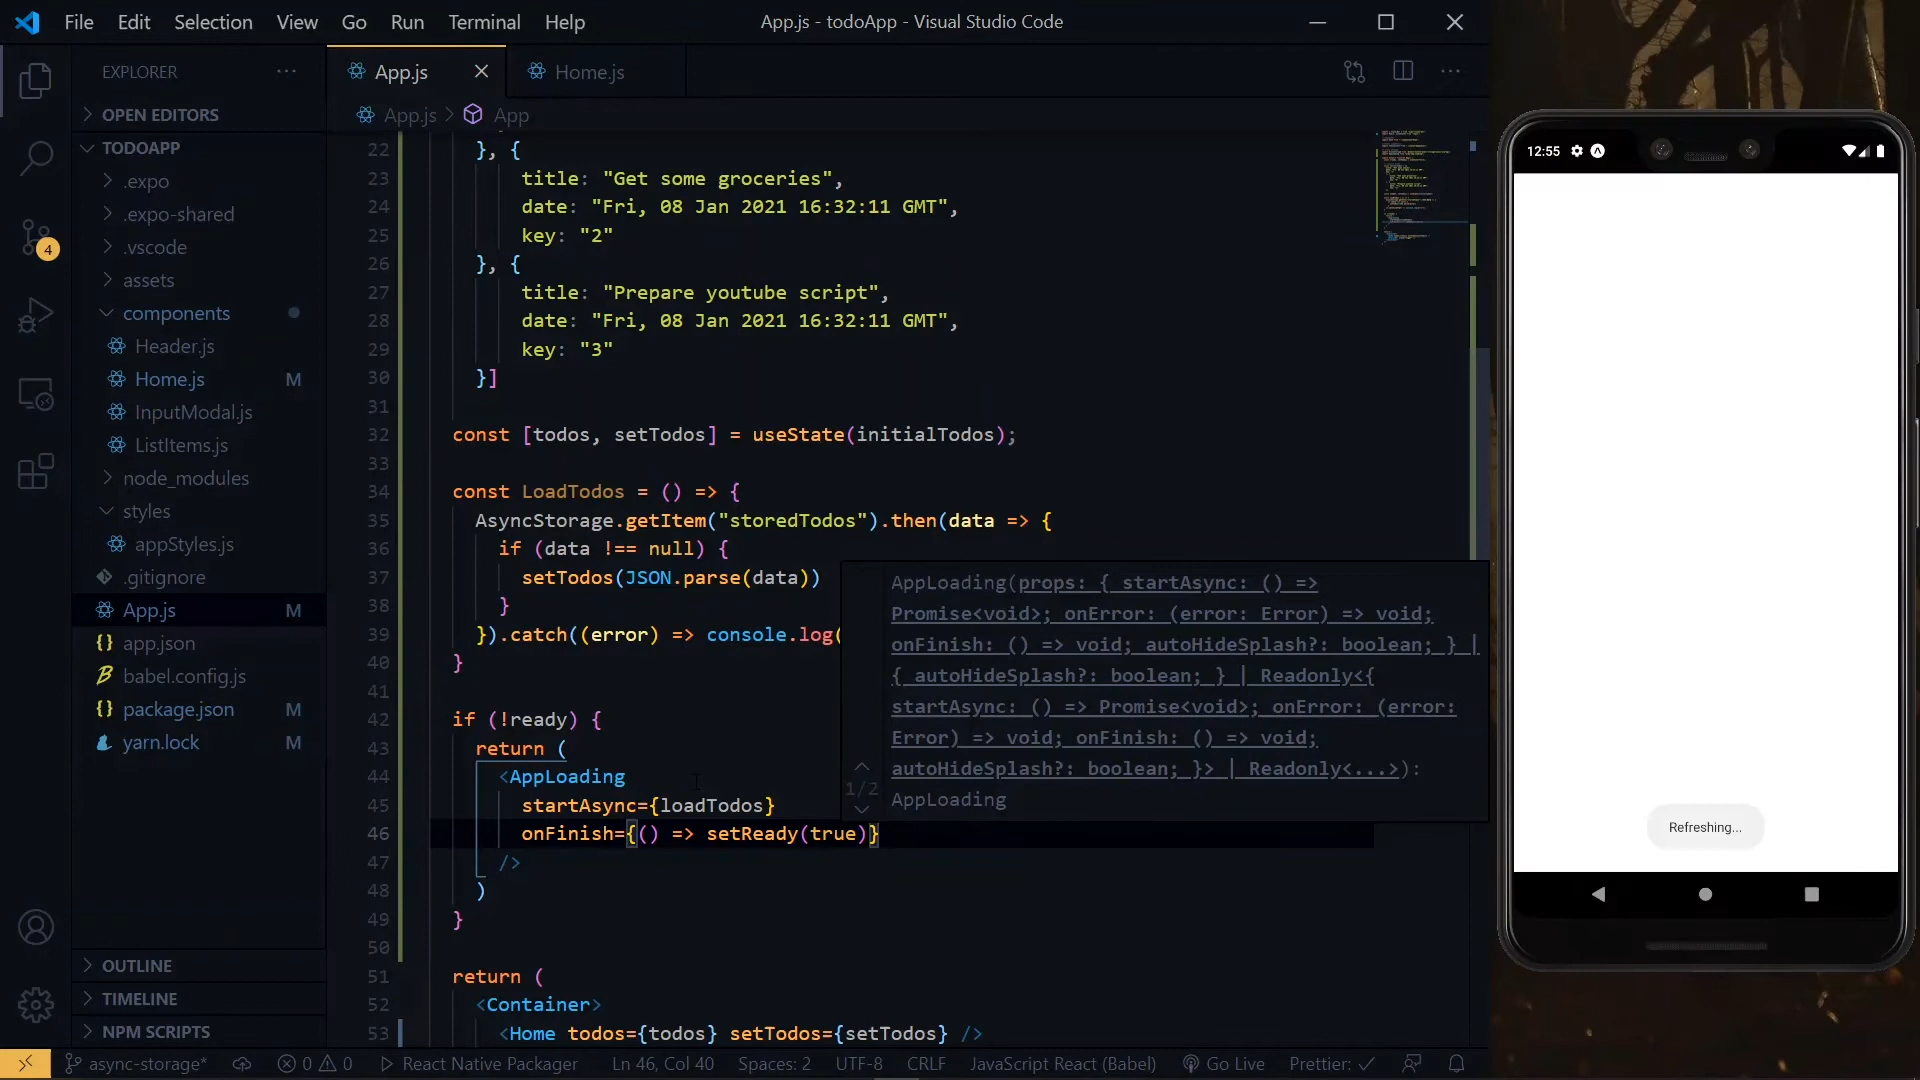 File Edit Selection View Go Run Terminal Help
App.js - todoApp - Visual Studio Code
EXPLORER
OPEN EDITORS
TODOAPP
.expo
.expo-shared
.vscode
assets
components
Header.js
Home.js M
InputModal.js
ListItems.js
node_modules
styles
appStyles.js
.gitignore
App.js M
app.json
babel.config.js
package.json M
yarn.lock M
OUTLINE
TIMELINE
NPM SCRIPTS
4
App.js
Home.js
App.js > App
22 }, {
23 title: "Get some groceries",
24 date: "Fri, 08 Jan 2021 16:32:11 GMT",
25 key: "2"
26 }, {
27 title: "Prepare youtube script",
28 date: "Fri, 08 Jan 2021 16:32:11 GMT",
29 key: "3"
30 }]
31
32 const [todos, setTodos] = useState(initialTodos);
33
34 const LoadTodos = () => {
35 AsyncStorage.getItem("storedTodos").then(data => {
36 if (data !== null) {
37 setTodos(JSON.parse(data))
38 }
39 }).catch((error) => console.log(
40 }
41
42 if (!ready) {
43 return (
44 <AppLoading
45 startAsync={loadTodos}
46 onFinish={() => setReady(true)}
47 />
48 )
49 }
50
51 return (
52 <Container>
53 <Home todos={todos} setTodos={setTodos} />
AppLoading(props: { startAsync: () =>
Promise<void>; onError: (error: Error) => void;
onFinish: () => void; autoHideSplash?: boolean; } |
{ autoHideSplash?: boolean; } | Readonly<{
startAsync: () => Promise<void>; onError: (error:
Error) => void; onFinish: () => void;
autoHideSplash?: boolean; }> | Readonly<...>):
AppLoading
1/2
async-storage* 0 0 React Native Packager Ln 46, Col 40 Spaces: 2 UTF-8 CRLF JavaScript React (Babel) Go Live Prettier: ✓
12:55
Refreshing...